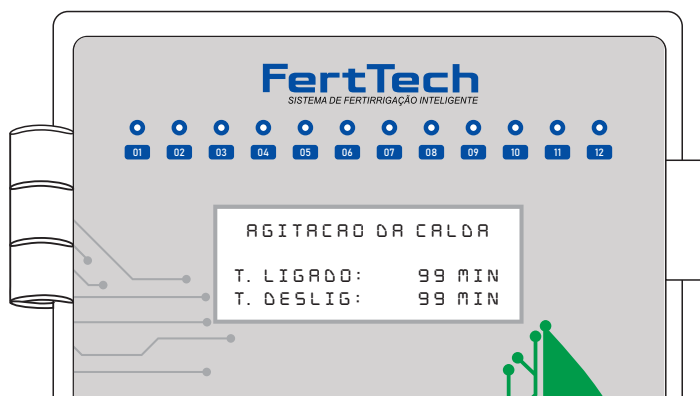 FertTech
SISTEMA DE FERTIRRIGAÇÃO INTELIGENTE
01 02 03 04 05 06 07 08 09 10 11 12
AGITACAO DA CALDA
T. LIGADO: 99 MIN
T. DESLIG: 99 MIN